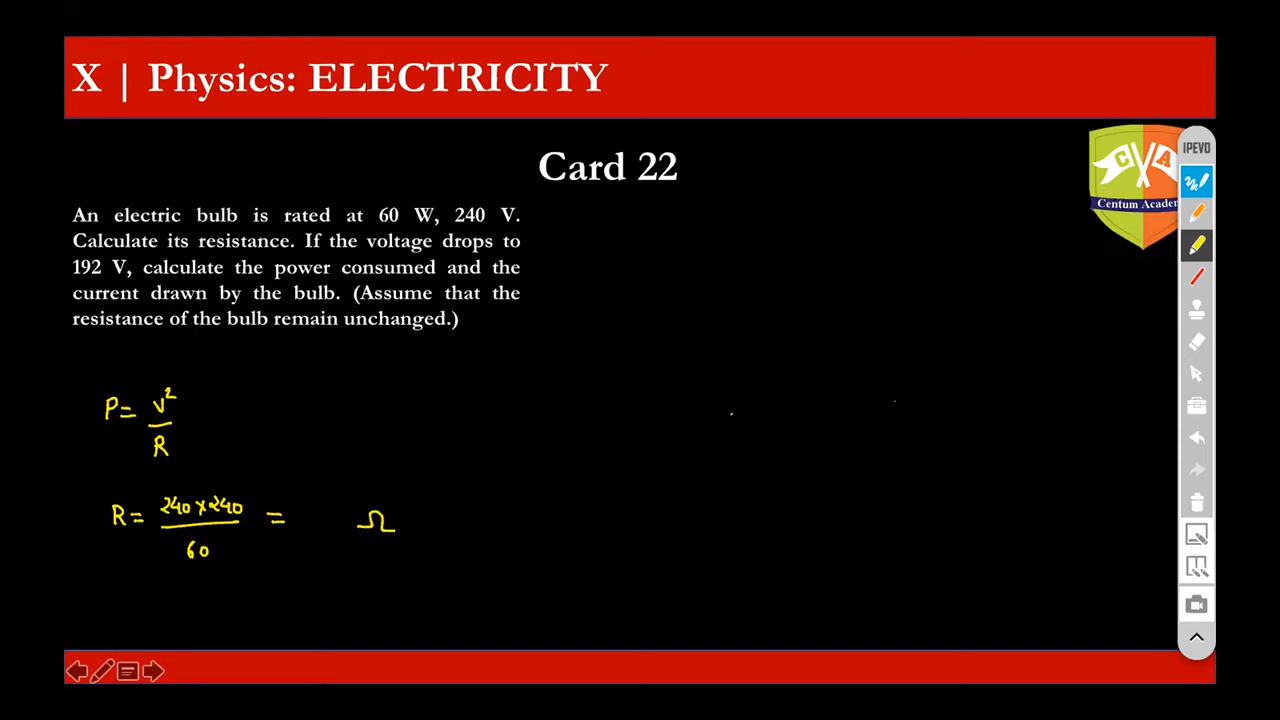 X | Physics: ELECTRICITY
Card 22
IPEVO
C A
Centum Academ
An electric bulb is rated at 60 W, 240 V.
Calculate its resistance. If the voltage drops to
192 V, calculate the power consumed and the
current drawn by the bulb. (Assume that the
resistance of the bulb remain unchanged.)
P = V²
R
R = 240 x 240 = Ω
60